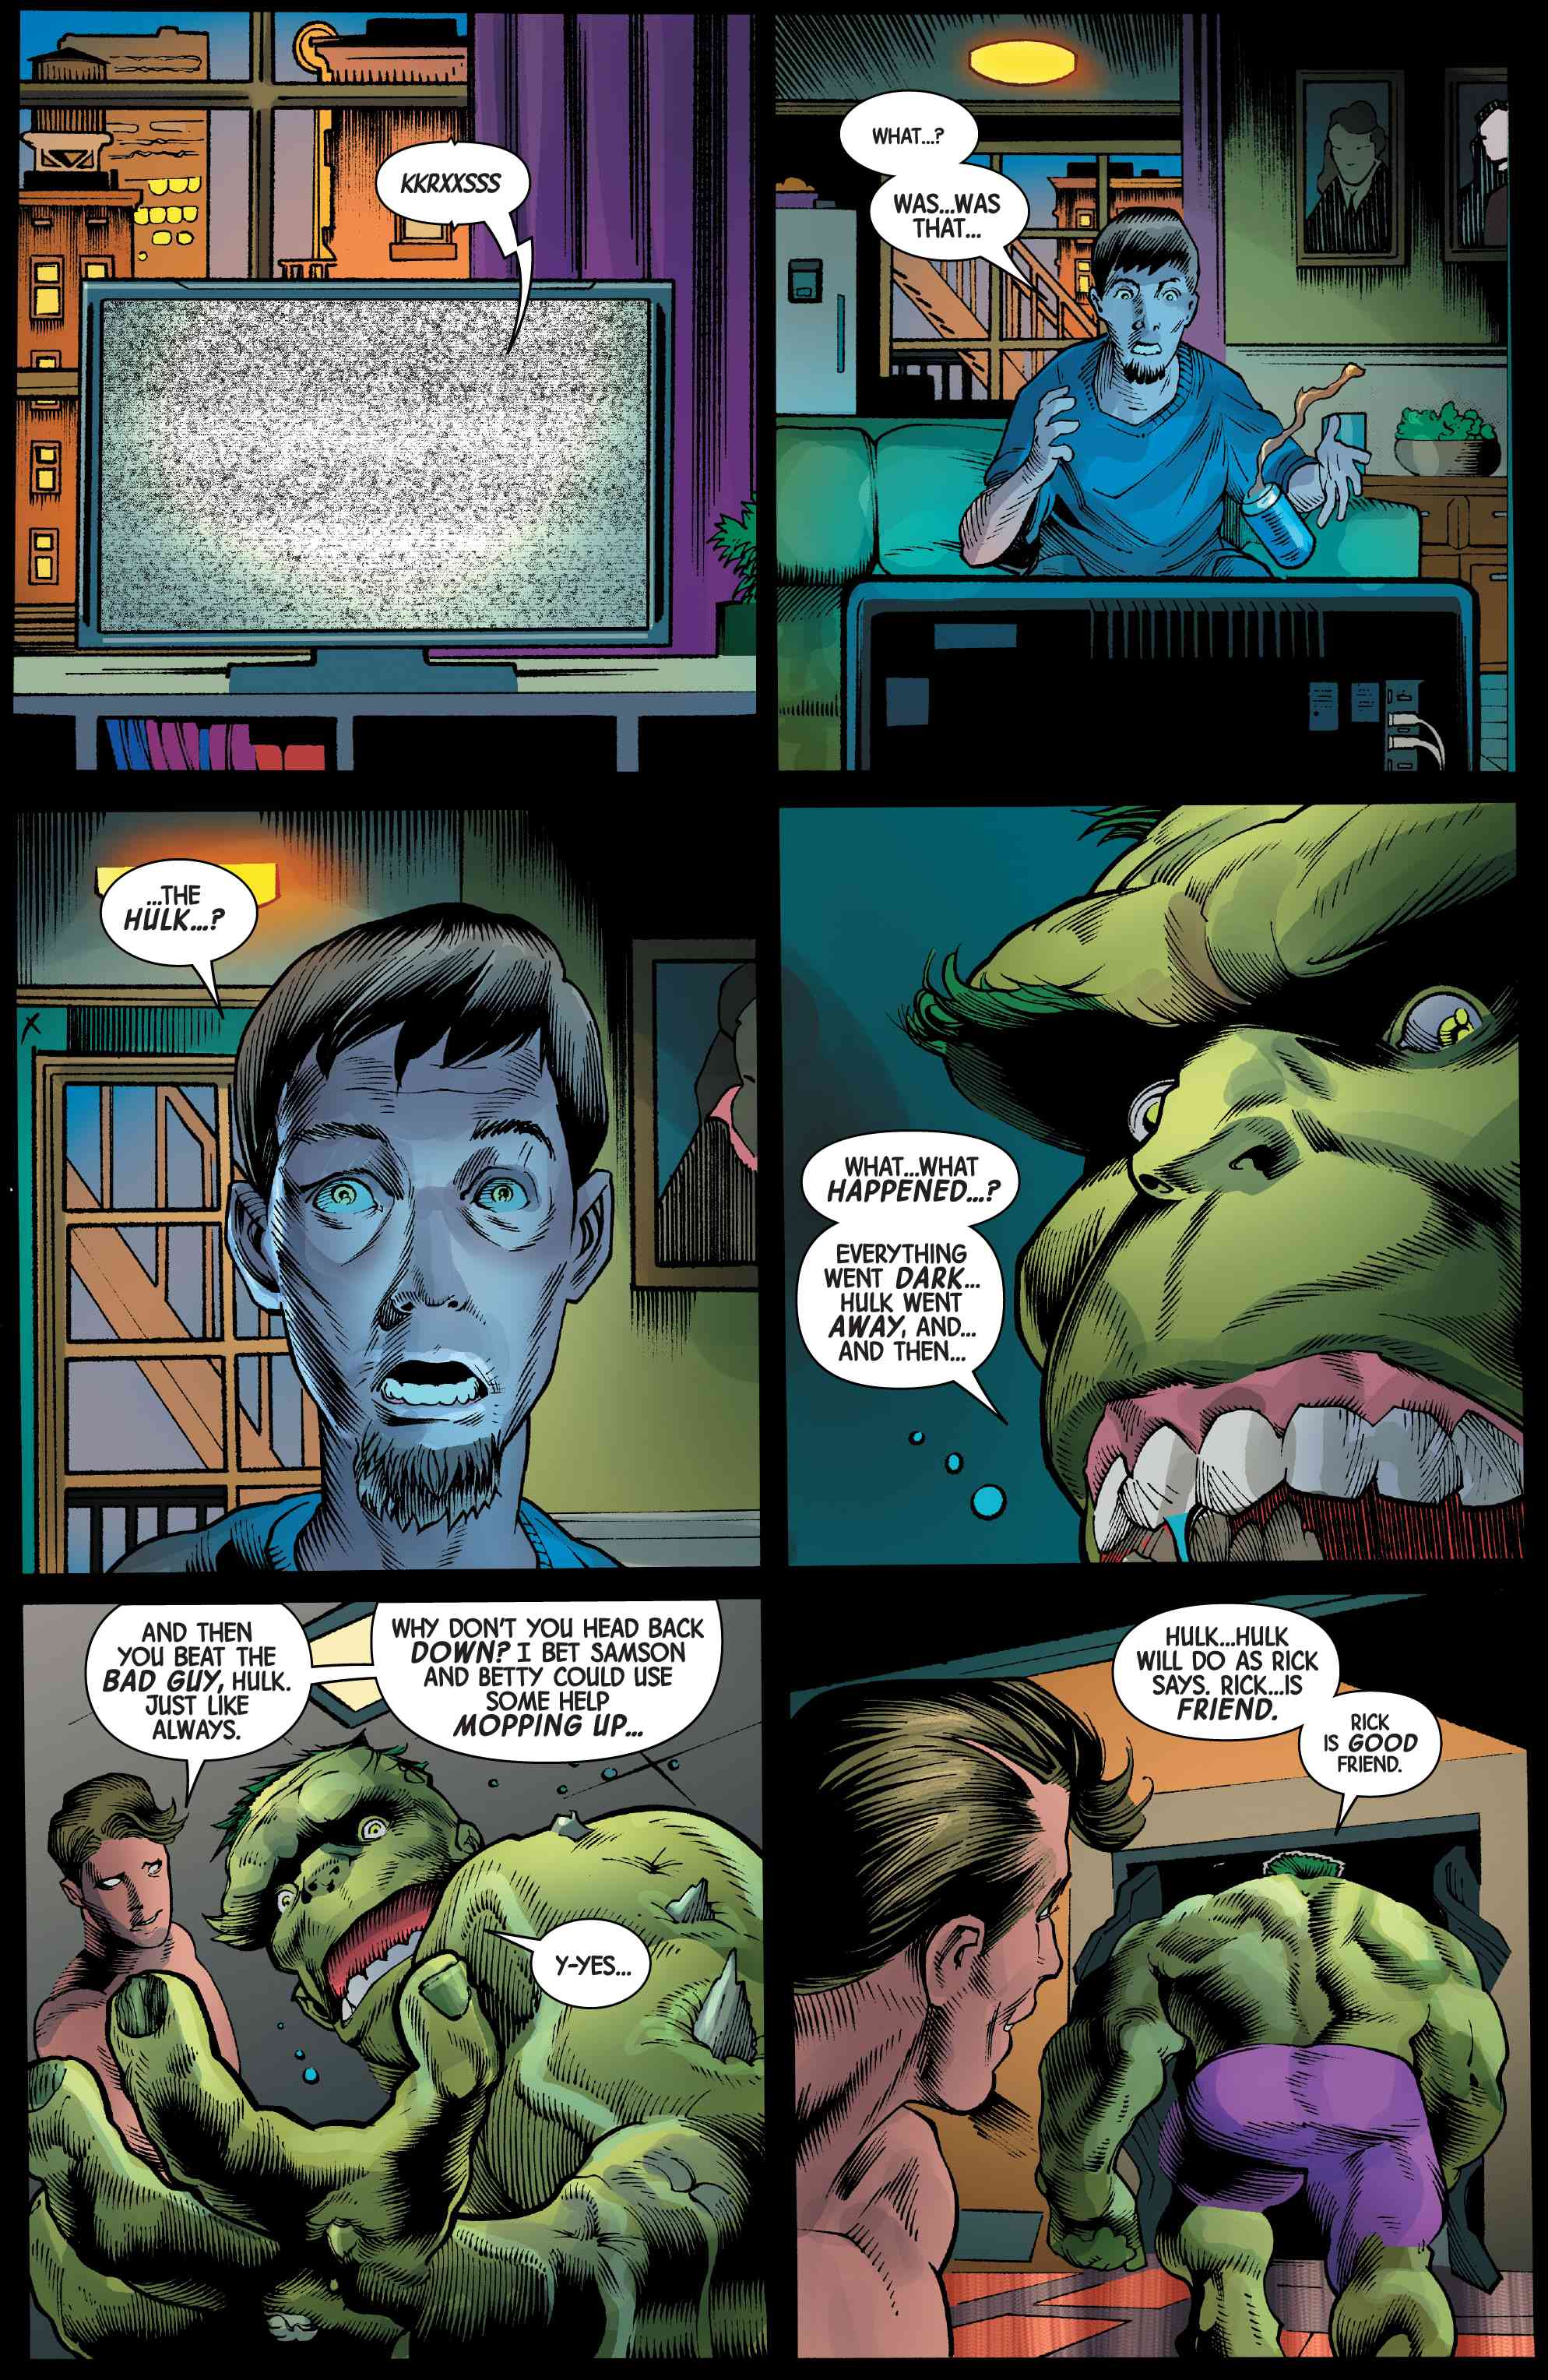 KKRXXSSS
WHAT...?
WAS...WAS
THAT...
...THE
HULK...?
WHAT...WHAT
HAPPENED...?
EVERYTHING
WENT DARK...
HULK WENT
AWAY, AND...
AND THEN...
AND THEN
YOU BEAT THE
BAD GUY, HULK.
JUST LIKE
ALWAYS.
WHY DON'T YOU HEAD BACK
DOWN? I BET SAMSON
AND BETTY COULD USE
SOME HELP
MOPPING UP...
Y-YES...
HULK...HULK
WILL DO AS RICK
SAYS. RICK...IS
FRIEND.
RICK
IS GOOD
FRIEND.